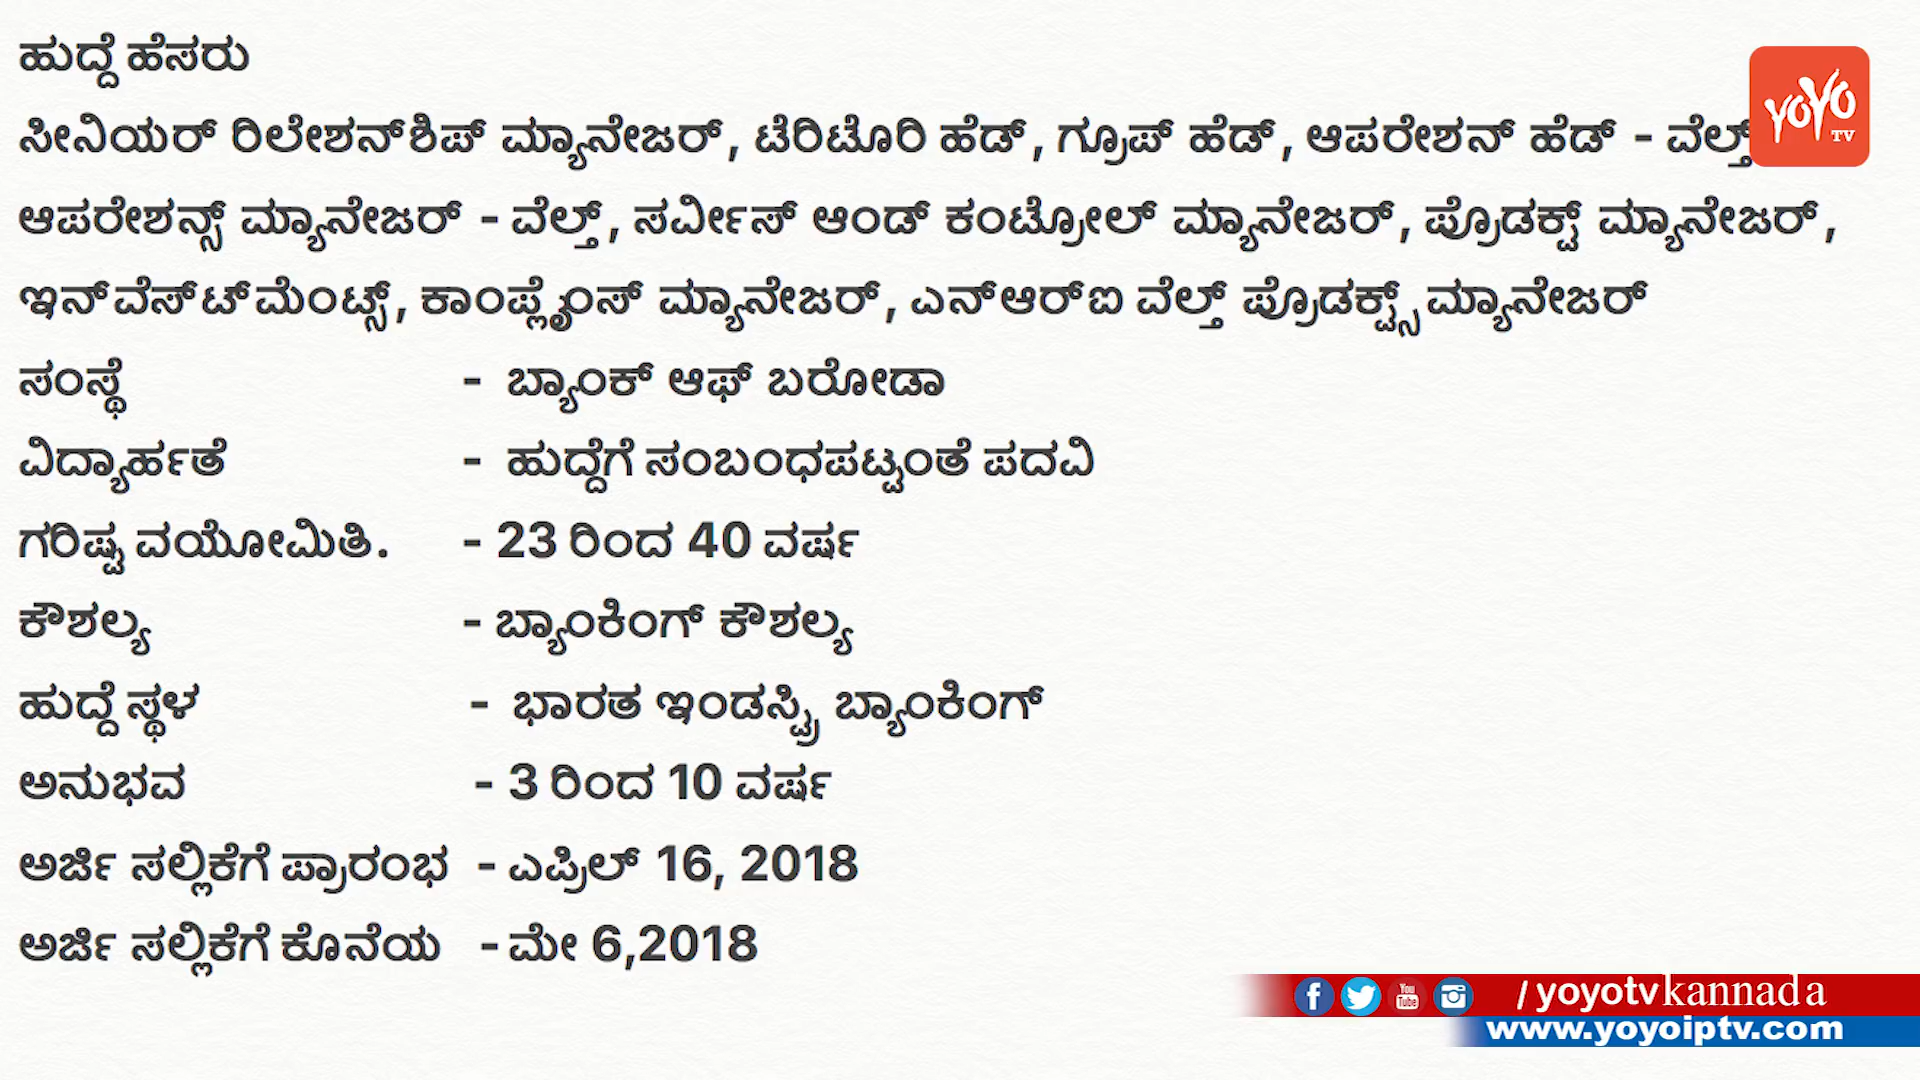 ಹುದ್ದೆ ಹೆಸರು
ಸೀನಿಯರ್ ರಿಲೇಶನ್‌ಶಿಪ್ ಮ್ಯಾನೇಜರ್, ಟೆರಿಟೊರಿ ಹೆಡ್, ಗ್ರೂಪ್ ಹೆಡ್, ಆಪರೇಶನ್ ಹೆಡ್ - ವೆಲ್ತ್
YOYO TV
ಆಪರೇಶನ್ಸ್ ಮ್ಯಾನೇಜರ್ - ವೆಲ್ತ್, ಸರ್ವೀಸ್ ಆಂಡ್ ಕಂಟ್ರೋಲ್ ಮ್ಯಾನೇಜರ್, ಪ್ರೊಡಕ್ಟ್ ಮ್ಯಾನೇಜರ್,
ಇನ್‌ವೆಸ್‌ಟ್‌ಮೆಂಟ್ಸ್, ಕಾಂಪ್ಲೈಂಸ್ ಮ್ಯಾನೇಜರ್, ಎನ್‌ಆರ್‌ಐ ವೆಲ್ತ್ ಪ್ರೊಡಕ್ಟ್ಸ್ ಮ್ಯಾನೇಜರ್
ಸಂಸ್ಥೆ - ಬ್ಯಾಂಕ್ ಆಫ್ ಬರೋಡಾ
ವಿದ್ಯಾರ್ಹತೆ - ಹುದ್ದೆಗೆ ಸಂಬಂಧಪಟ್ಟಂತೆ ಪದವಿ
ಗರಿಷ್ಟ ವಯೋಮಿತಿ. - 23 ರಿಂದ 40 ವರ್ಷ
ಕೌಶಲ್ಯ - ಬ್ಯಾಂಕಿಂಗ್ ಕೌಶಲ್ಯ
ಹುದ್ದೆ ಸ್ಥಳ - ಭಾರತ ಇಂಡಸ್ಟ್ರಿ ಬ್ಯಾಂಕಿಂಗ್
ಅನುಭವ - 3 ರಿಂದ 10 ವರ್ಷ
ಅರ್ಜಿ ಸಲ್ಲಿಕೆಗೆ ಪ್ರಾರಂಭ - ಎಪ್ರಿಲ್ 16, 2018
ಅರ್ಜಿ ಸಲ್ಲಿಕೆಗೆ ಕೊನೆಯ - ಮೇ 6,2018
You Tube /yoyotvkannada
www.yoyoiptv.com